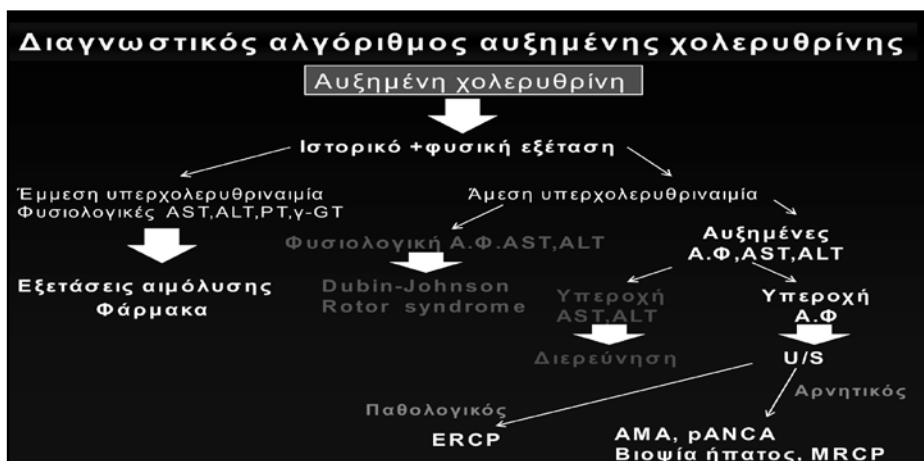 Διαγνωστικός αλγόριθμος αυξημένης χολερυθρίνης
Αυξημένη χολερυθρίνη
Ιστορικό +φυσική εξέταση
Έμμεση υπερχολερυθριναιμία
Φυσιολογικές AST,ALT,PT,γ-GT
Άμεση υπερχολερυθριναιμία
Εξετάσεις αιμόλυσης
Φάρμακα
Φυσιολογική Α.Φ.AST,ALT
Dubin-Johnson
Rotor syndrome
Αυξημένες
Α.Φ,AST,ALT
Υπεροχή
AST,ALT
Διερεύνηση
Υπεροχή
Α.Φ
U/S
Παθολογικός
ERCP
Αρνητικός
AMA, pANCA
Βιοψία ήπατος, MRCP